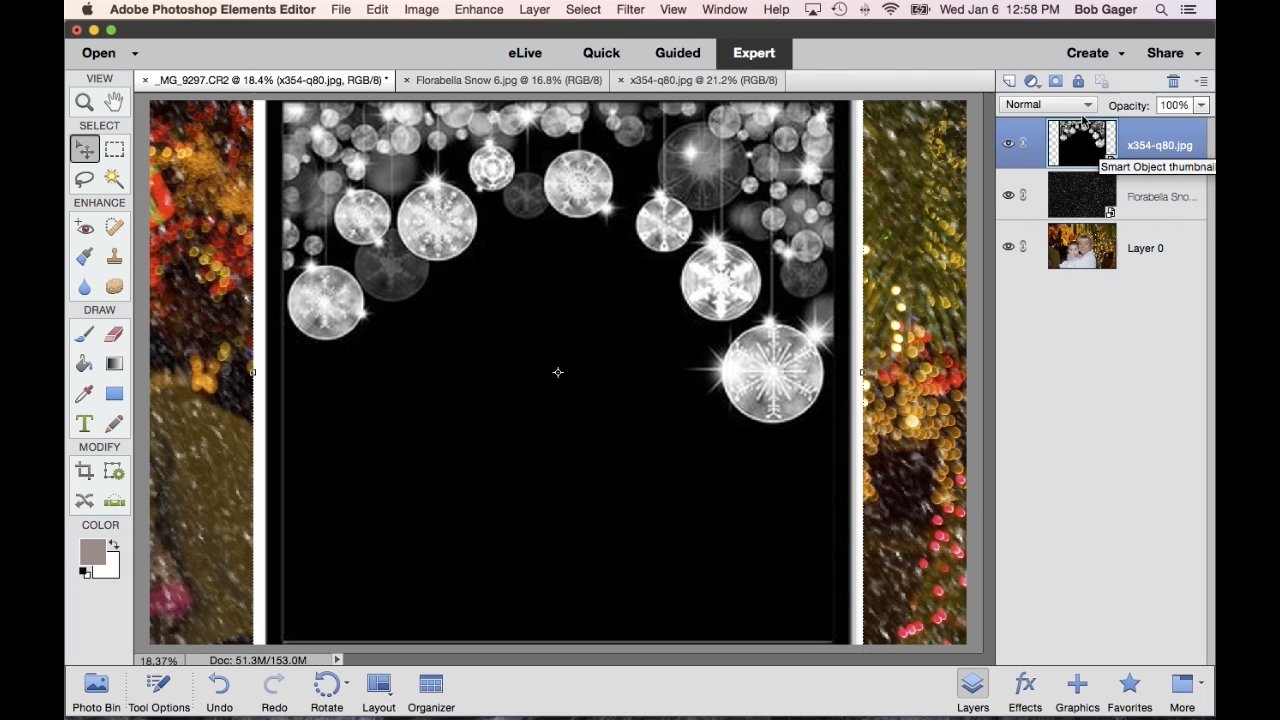 Adobe Photoshop Elements Editor File Edit Image Enhance Layer Select Filter View Window Help Wed Jan 6 12:58 PM Bob Gager
Open eLive Quick Guided Expert Create Share
VIEW
× _MG_9297.CR2 @ 18.4% (x354-q80.jpg, RGB/8) * × Florabella Snow 6.jpg @ 16.8% (RGB/8) × x354-q80.jpg @ 21.2% (RGB/8)
Normal Opacity: 100%
SELECT
x354-q80.jpg
Smart Object thumbnail
Florabella Sno...
ENHANCE
Layer 0
DRAW
T
MODIFY
COLOR
18.37% Doc: 51.3M/153.0M
Photo Bin Tool Options Undo Redo Rotate Layout Organizer Layers fx Effects Graphics Favorites More